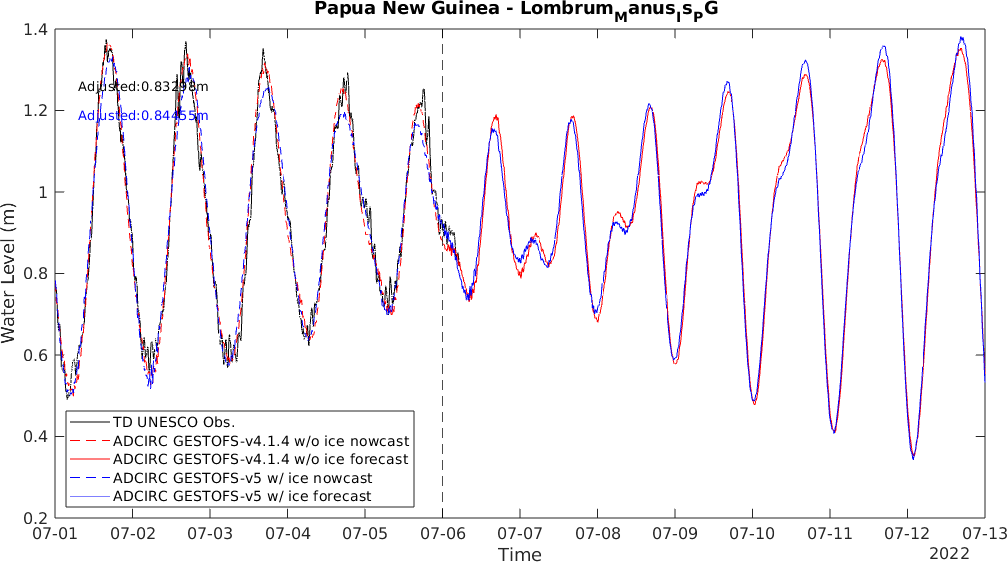 Papua New Guinea - LombrumManusIsPG
1.4
1.2
1
0.8
0.6
0.4
0.2
Water Level (m)
Adjusted:0.83298m
Adjusted:0.84455m
TD UNESCO Obs.
ADCIRC GESTOFS-v4.1.4 w/o ice nowcast
ADCIRC GESTOFS-v4.1.4 w/o ice forecast
ADCIRC GESTOFS-v5 w/ ice nowcast
ADCIRC GESTOFS-v5 w/ ice forecast
07-01 07-02 07-03 07-04 07-05 07-06 07-07 07-08 07-09 07-10 07-11 07-12 07-13
Time
2022